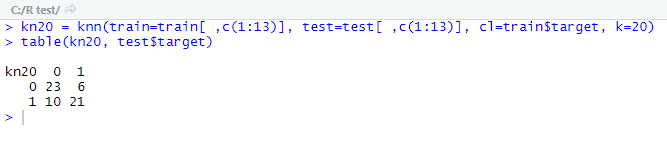 C:/R test/
> kn20 = knn(train=train[ ,c(1:13)], test=test[ ,c(1:13)], cl=train$target, k=20)
> table(kn20, test$target)
kn20  0  1
   0 23  6
   1 10 21
>